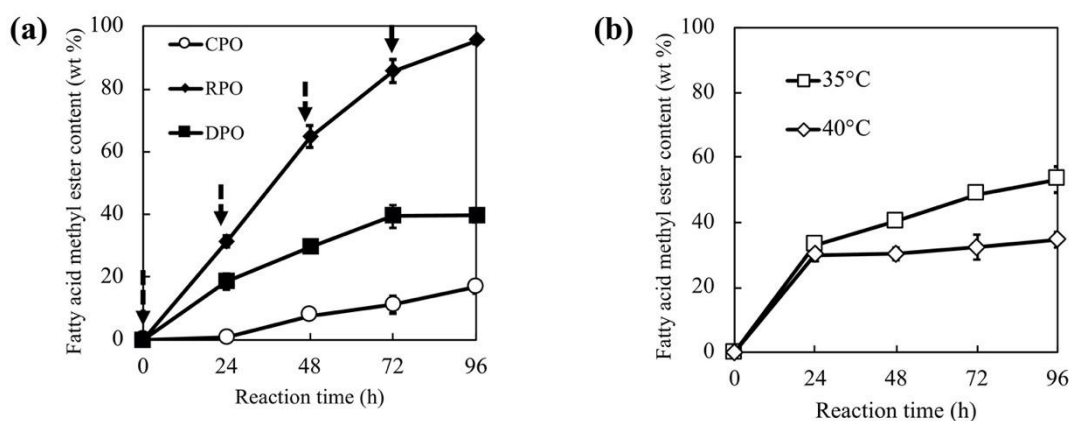 (a)
Fatty acid methyl ester content (wt %)
100
80
60
40
20
0
CPO
RPO
DPO
0 24 48 72 96
Reaction time (h)
(b)
Fatty acid methyl ester content (wt %)
100
80
60
40
20
0
35°C
40°C
0 24 48 72 96
Reaction time (h)